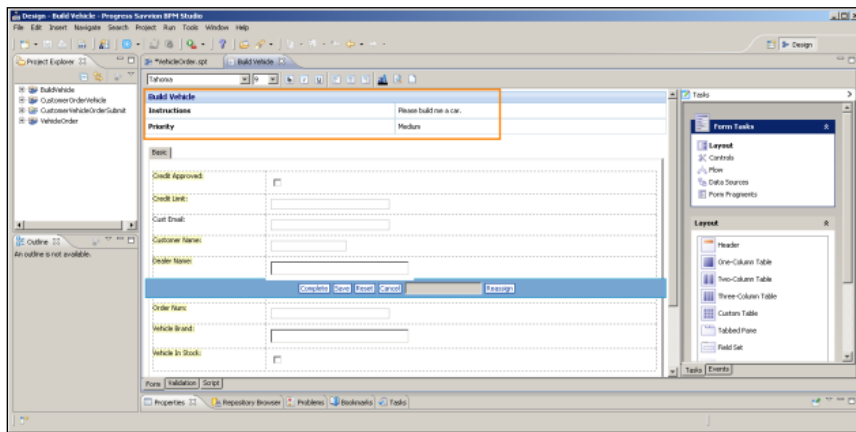 Design - Build Vehicle - Progress Savvion BPM Studio
File Edit Insert Navigate Search Project Run Tools Window Help
Design
Project Explorer
*VehicleOrder.spt
Build Vehicle
BuildVehicle
CustomerOrderVehicle
CustomerVehicleOrderSubmit
VehicleOrder
Tahoma
9
Build Vehicle
Instructions Please build me a car.
Priority Medium
Basic
Credit Approved:
Credit Limit:
Cust Email:
Customer Name:
Dealer Name:
Complete Save Reset Cancel Reassign
Order Num:
Vehicle Brand:
Vehicle In Stock:
Form Validation Script
Outline
An outline is not available.
Tasks
Form Tasks
Layout
Controls
Flow
Data Sources
Form Fragments
Layout
Header
One-Column Table
Two-Column Table
Three-Column Table
Custom Table
Tabbed Pane
Field Set
Tasks Events
Properties Repository Browser Problems Bookmarks Tasks